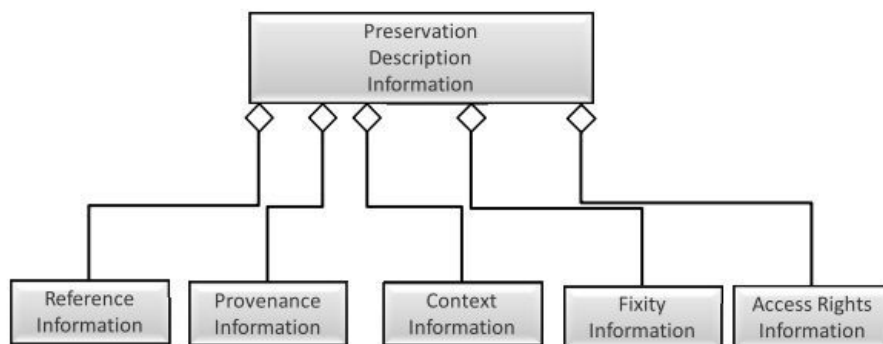 Preservation
Description
Information
Reference
Information
Provenance
Information
Context
Information
Fixity
Information
Access Rights
Information